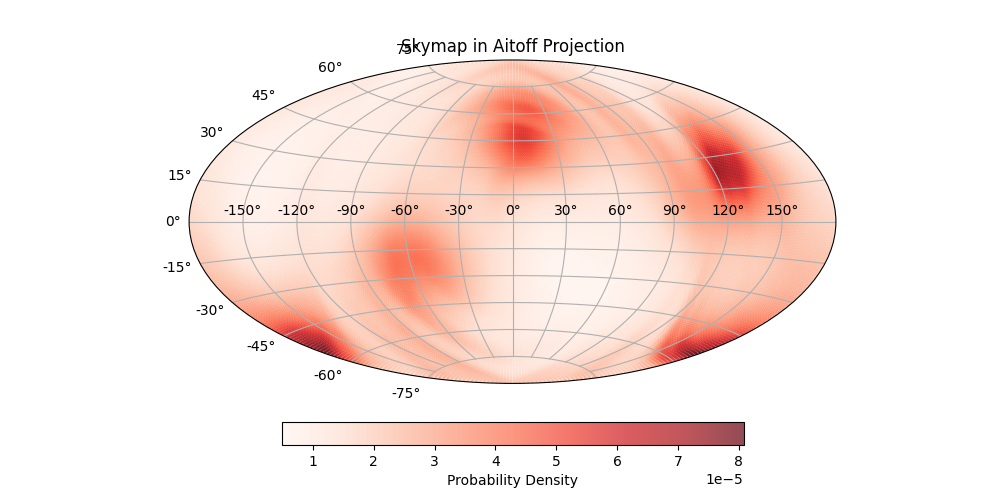 Skymap in Aitoff Projection
75°
60°
45°
30°
15°
-150° -120° -90° -60° -30° 0° 30° 60° 90° 120° 150°
0°
-15°
-30°
-45°
-60°
-75°
1 2 3 4 5 6 7 8
1e−5
Probability Density